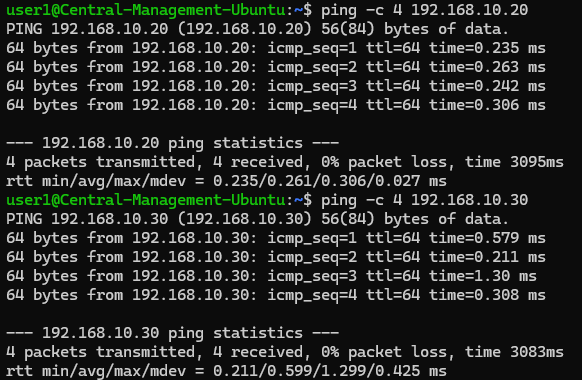 user1@Central-Management-Ubuntu:~$ ping -c 4 192.168.10.20
PING 192.168.10.20 (192.168.10.20) 56(84) bytes of data.
64 bytes from 192.168.10.20: icmp_seq=1 ttl=64 time=0.235 ms
64 bytes from 192.168.10.20: icmp_seq=2 ttl=64 time=0.263 ms
64 bytes from 192.168.10.20: icmp_seq=3 ttl=64 time=0.242 ms
64 bytes from 192.168.10.20: icmp_seq=4 ttl=64 time=0.306 ms

--- 192.168.10.20 ping statistics ---
4 packets transmitted, 4 received, 0% packet loss, time 3095ms
rtt min/avg/max/mdev = 0.235/0.261/0.306/0.027 ms
user1@Central-Management-Ubuntu:~$ ping -c 4 192.168.10.30
PING 192.168.10.30 (192.168.10.30) 56(84) bytes of data.
64 bytes from 192.168.10.30: icmp_seq=1 ttl=64 time=0.579 ms
64 bytes from 192.168.10.30: icmp_seq=2 ttl=64 time=0.211 ms
64 bytes from 192.168.10.30: icmp_seq=3 ttl=64 time=1.30 ms
64 bytes from 192.168.10.30: icmp_seq=4 ttl=64 time=0.308 ms

--- 192.168.10.30 ping statistics ---
4 packets transmitted, 4 received, 0% packet loss, time 3083ms
rtt min/avg/max/mdev = 0.211/0.599/1.299/0.425 ms